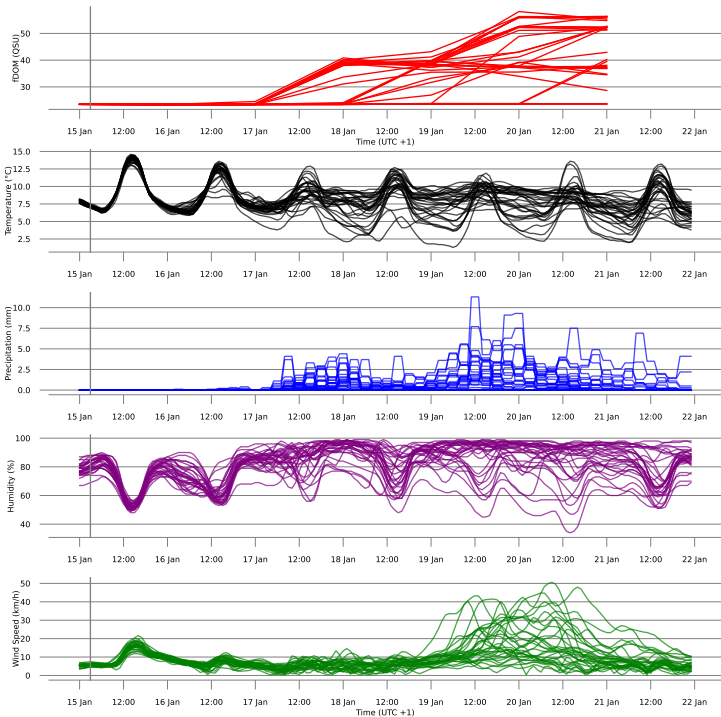 fDOM (QSU)
50
40
30
15 Jan 12:00 16 Jan 12:00 17 Jan 12:00 18 Jan 12:00 19 Jan 12:00 20 Jan 12:00 21 Jan 12:00 22 Jan
Time (UTC +1)
Temperature (°C)
15.0
12.5
10.0
7.5
5.0
2.5
15 Jan 12:00 16 Jan 12:00 17 Jan 12:00 18 Jan 12:00 19 Jan 12:00 20 Jan 12:00 21 Jan 12:00 22 Jan
Precipitation (mm)
10.0
7.5
5.0
2.5
0.0
15 Jan 12:00 16 Jan 12:00 17 Jan 12:00 18 Jan 12:00 19 Jan 12:00 20 Jan 12:00 21 Jan 12:00 22 Jan
Humidity (%)
100
80
60
40
15 Jan 12:00 16 Jan 12:00 17 Jan 12:00 18 Jan 12:00 19 Jan 12:00 20 Jan 12:00 21 Jan 12:00 22 Jan
Wind Speed (km/h)
50
40
30
20
10
0
15 Jan 12:00 16 Jan 12:00 17 Jan 12:00 18 Jan 12:00 19 Jan 12:00 20 Jan 12:00 21 Jan 12:00 22 Jan
Time (UTC +1)